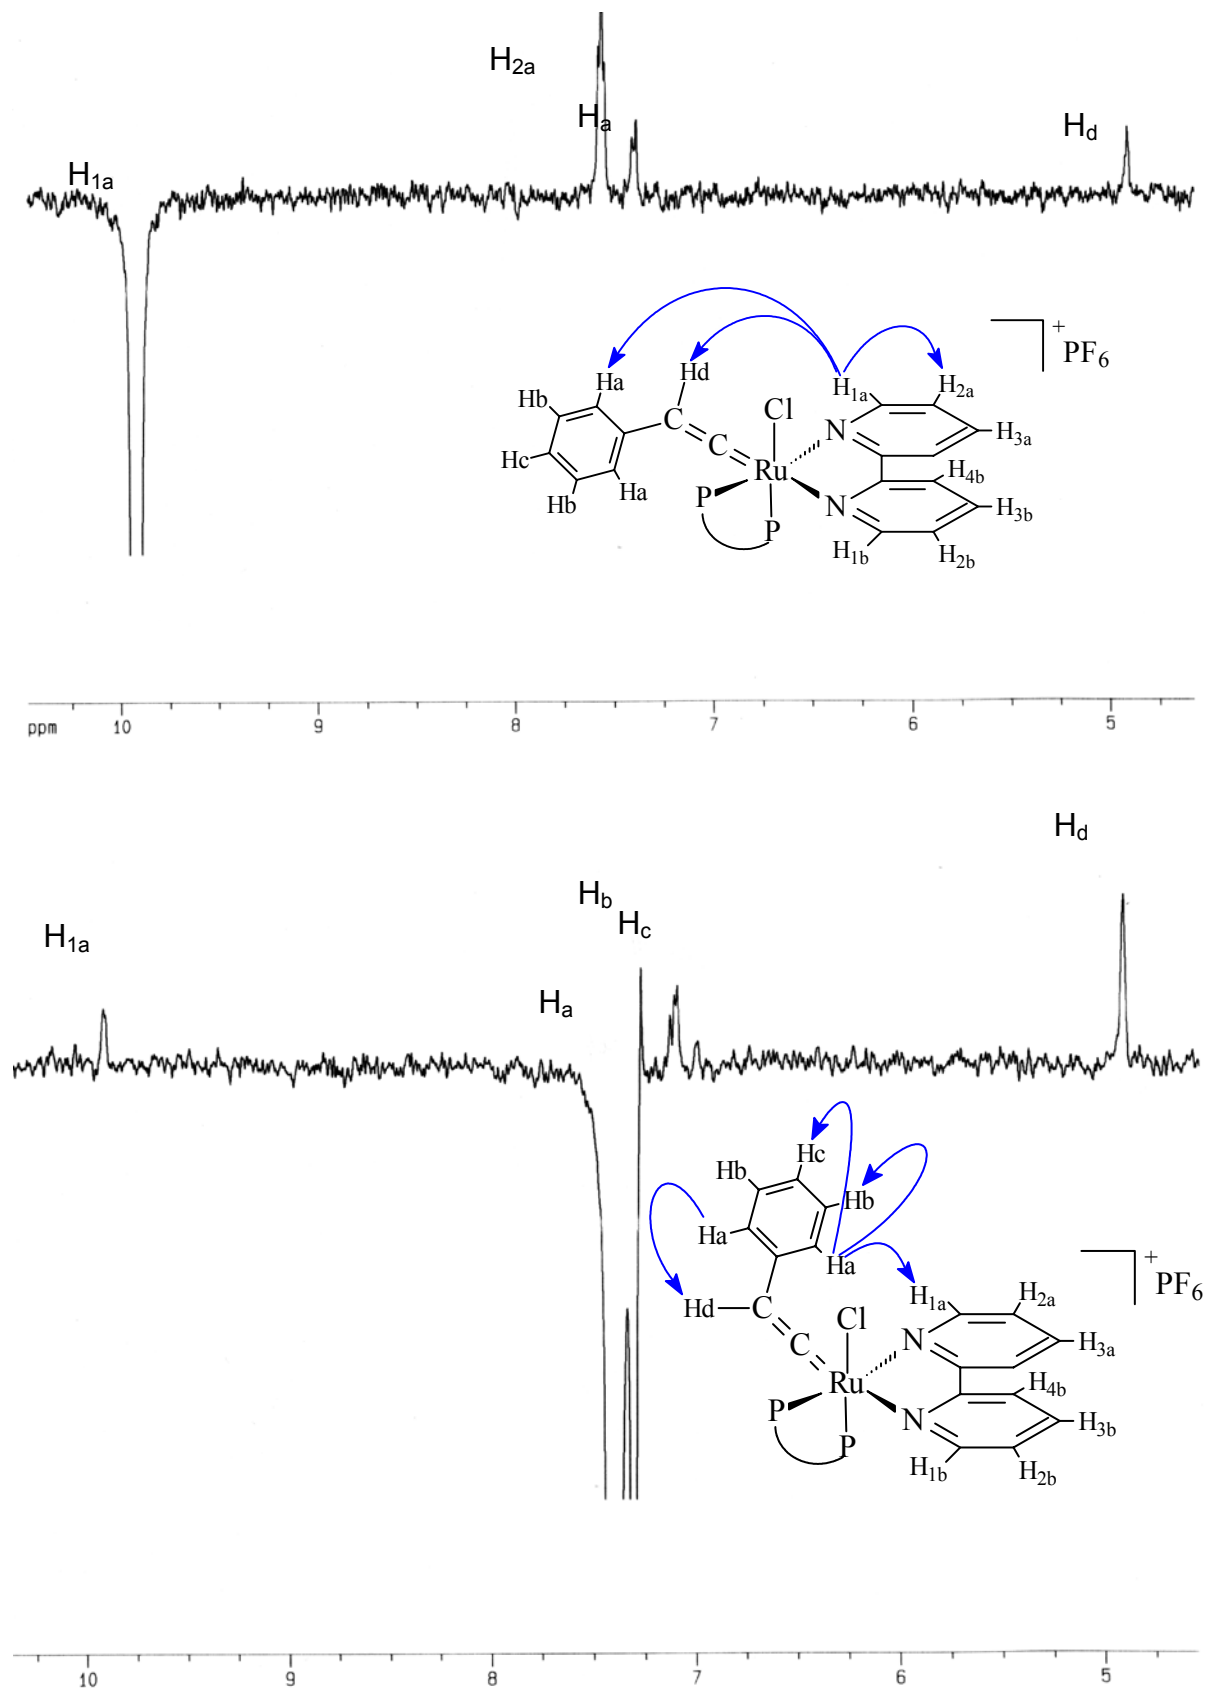 H2a
Ha
Hd
H1a
+
PF6
Ha Hd H1a H2a
Hb C Cl
C N H3a
Hc Ru H4b
Hb Ha P N H3b
P
H1b H2b
ppm 10 9 8 7 6 5
Hd
Hb
Hc
H1a
Ha
Hc
Hb Hb
Ha Ha
+
PF6
H1a H2a
Hd C Cl
C N H3a
Ru H4b
P N H3b
P
H1b H2b
10 9 8 7 6 5